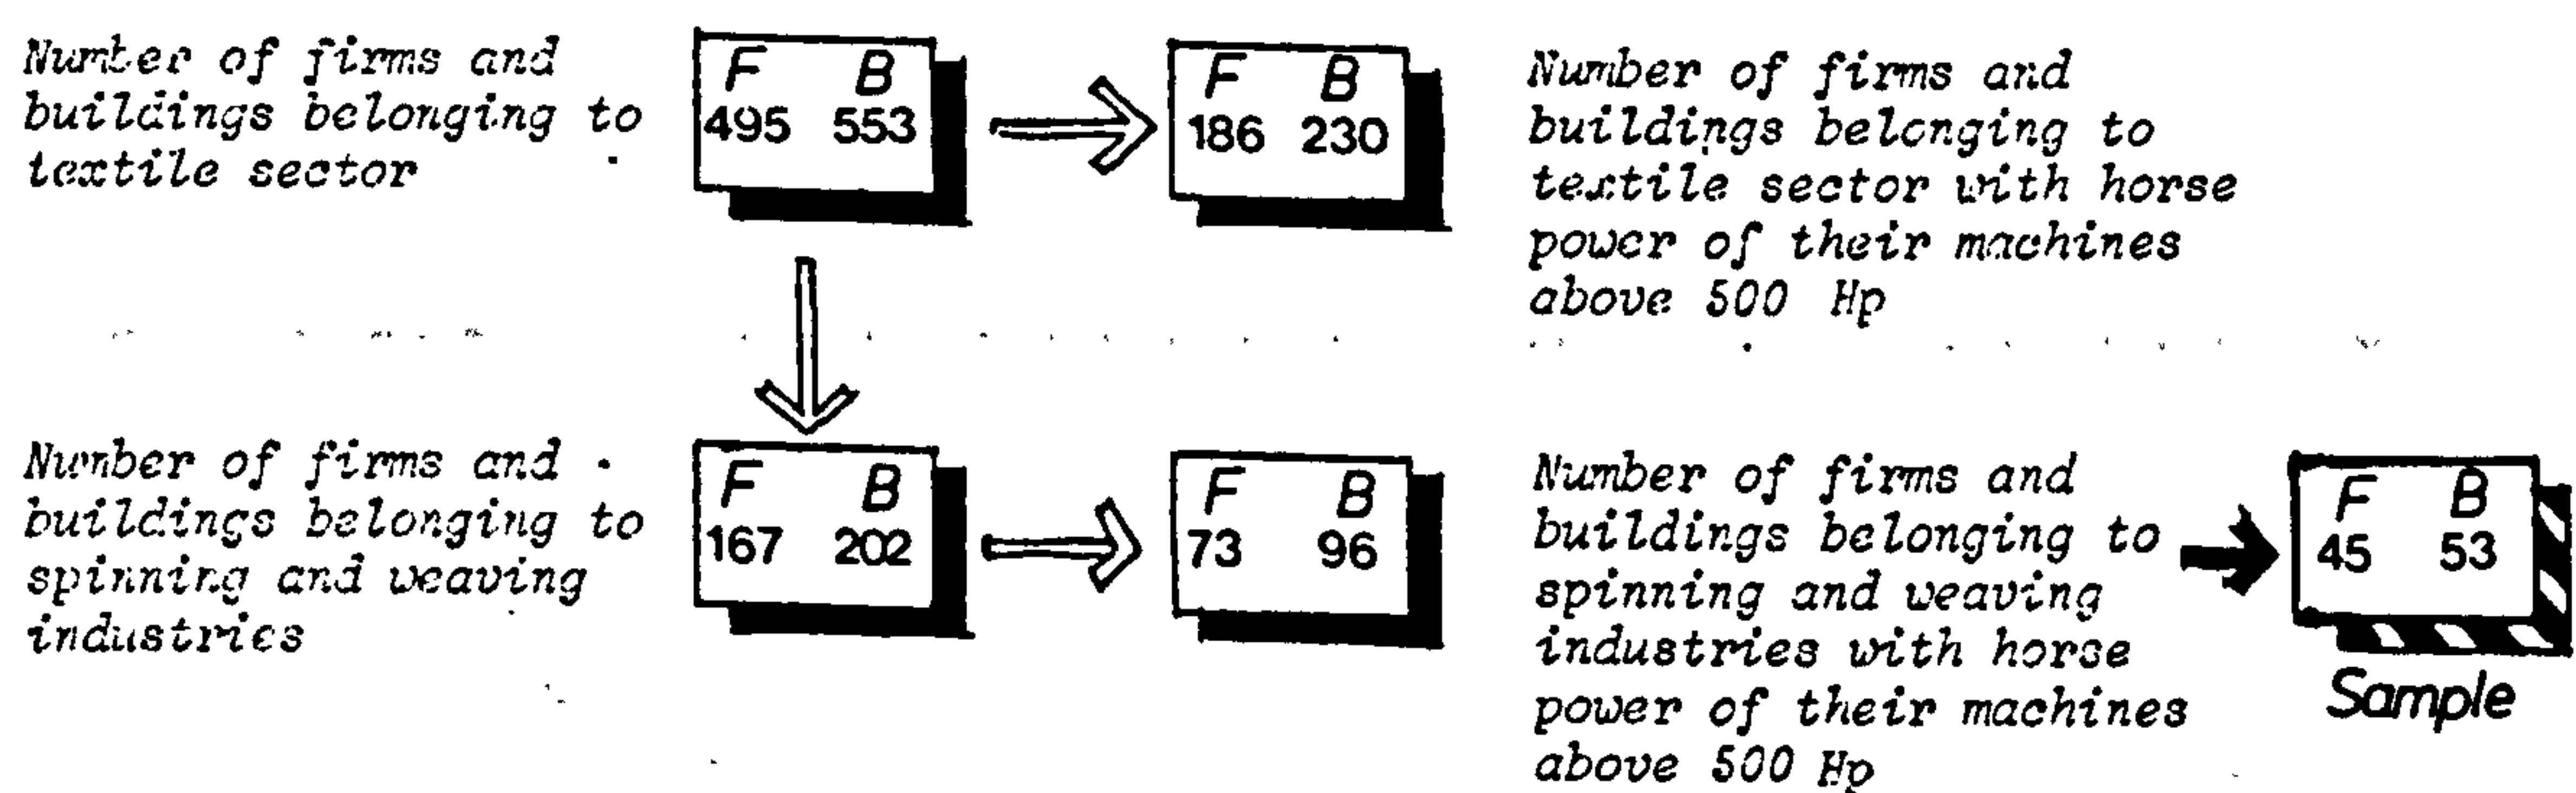 Number of firms and
buildings belonging to
textile sector
F B
495 553
F B
186 230
Number of firms and
buildings belonging to
textile sector with horse
power of their machines
above 500 Hp
Number of firms and
buildings belonging to
spinning and weaving
industries
F B
167 202
F B
73 96
Number of firms and
buildings belonging to
spinning and weaving
industries with horse
power of their machines
above 500 Hp
F B
45 53
Sample